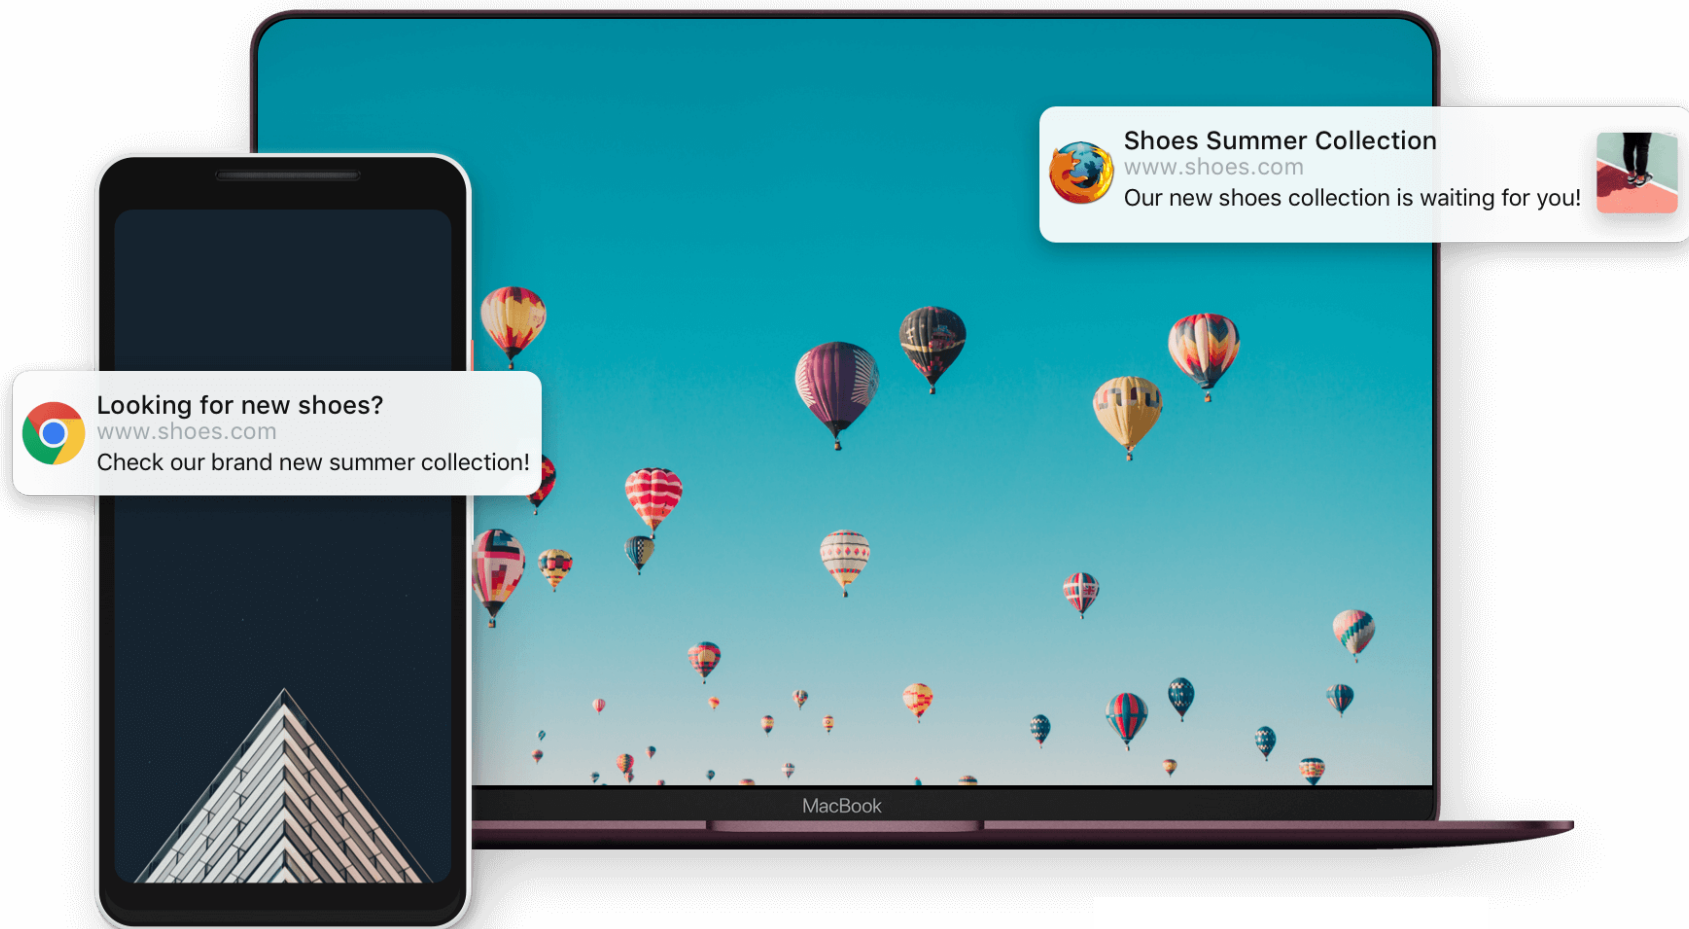 Shoes Summer Collection
www.shoes.com
Our new shoes collection is waiting for you!
Looking for new shoes?
www.shoes.com
Check our brand new summer collection!
MacBook